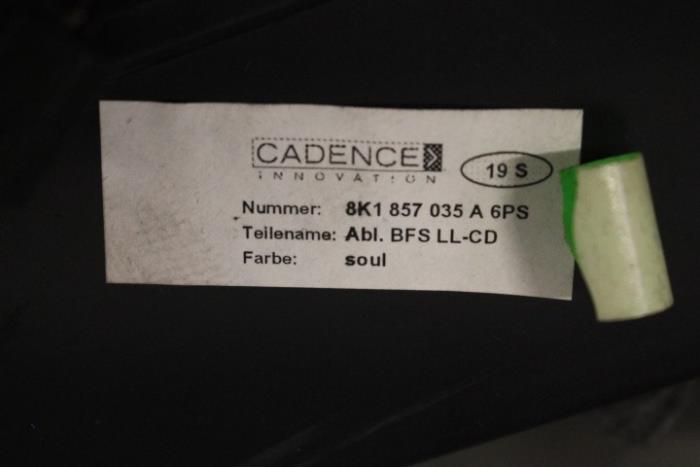 CADENCE
INNOVATION
19 S
Nummer: 8K1 857 035 A 6PS
Teilename: Abl. BFS LL-CD
Farbe: soul